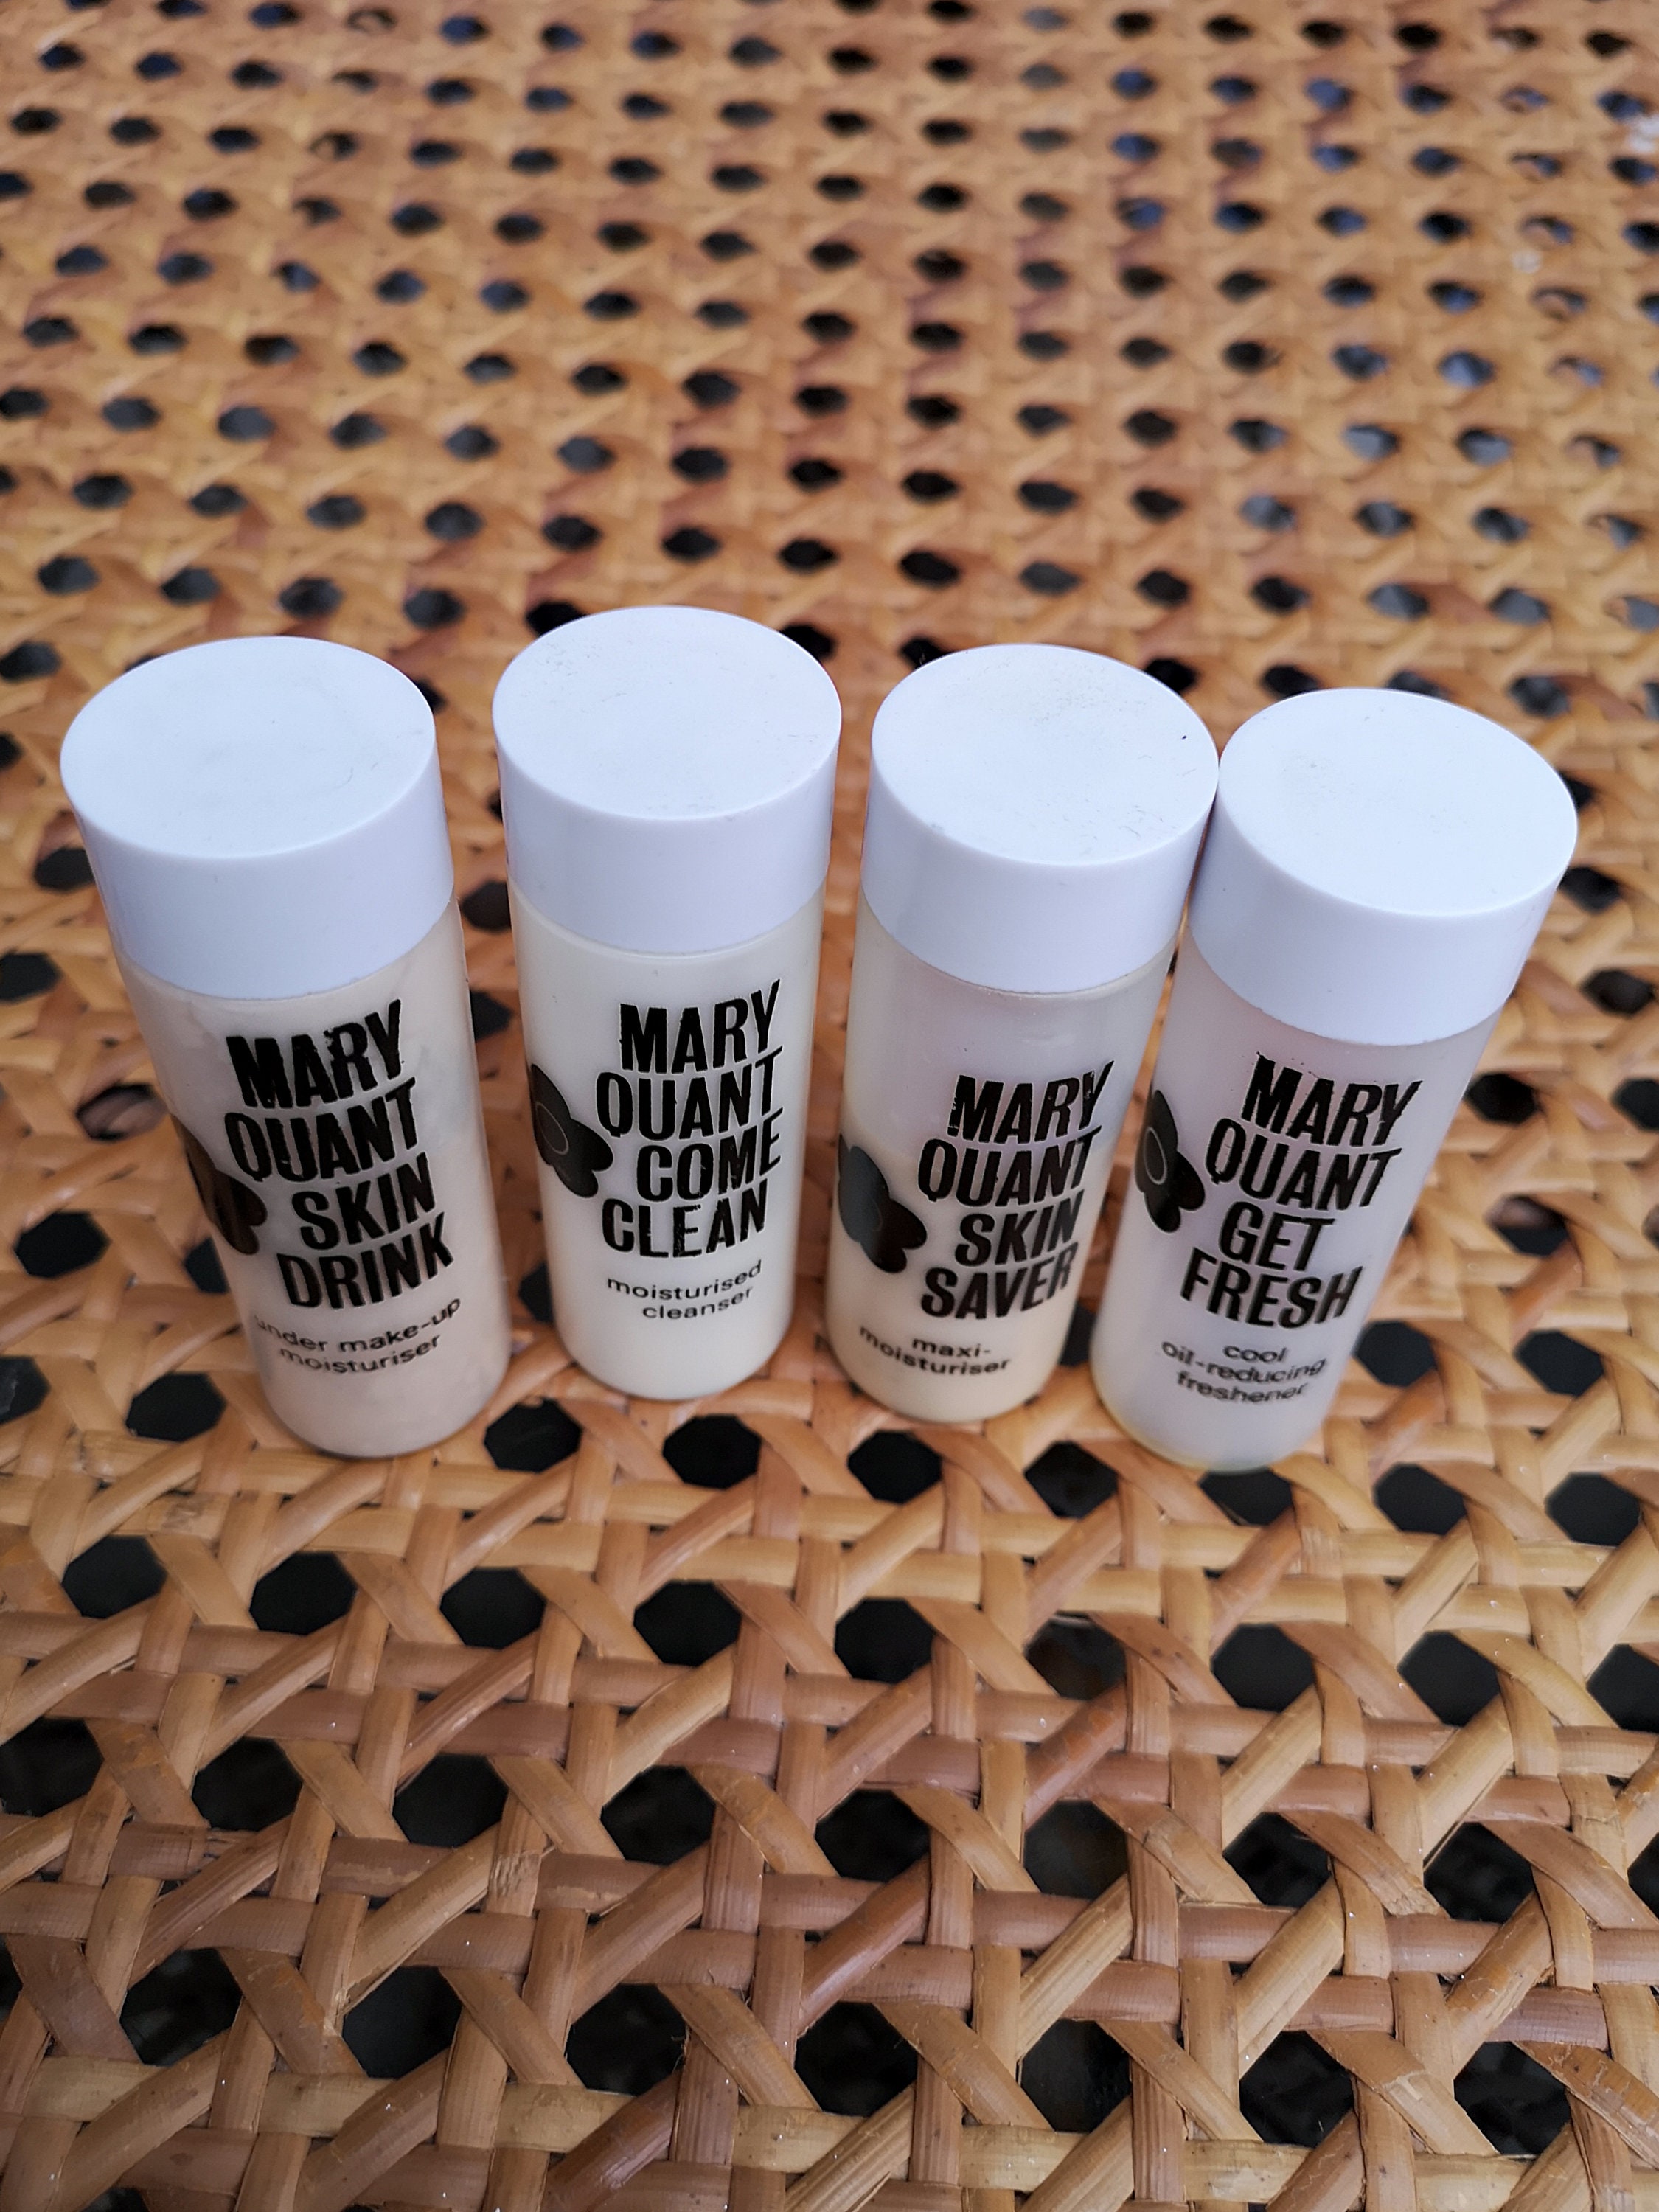 MARY
QUANT
SKIN
DRINK
under make-up
moisturiser
MARY
QUANT
COME
CLEAN
moisturised
cleanser
MARY
QUANT
SKIN
SAVER
maxi-
moisturiser
MARY
QUANT
GET
FRESH
cool
oil-reducing
freshener